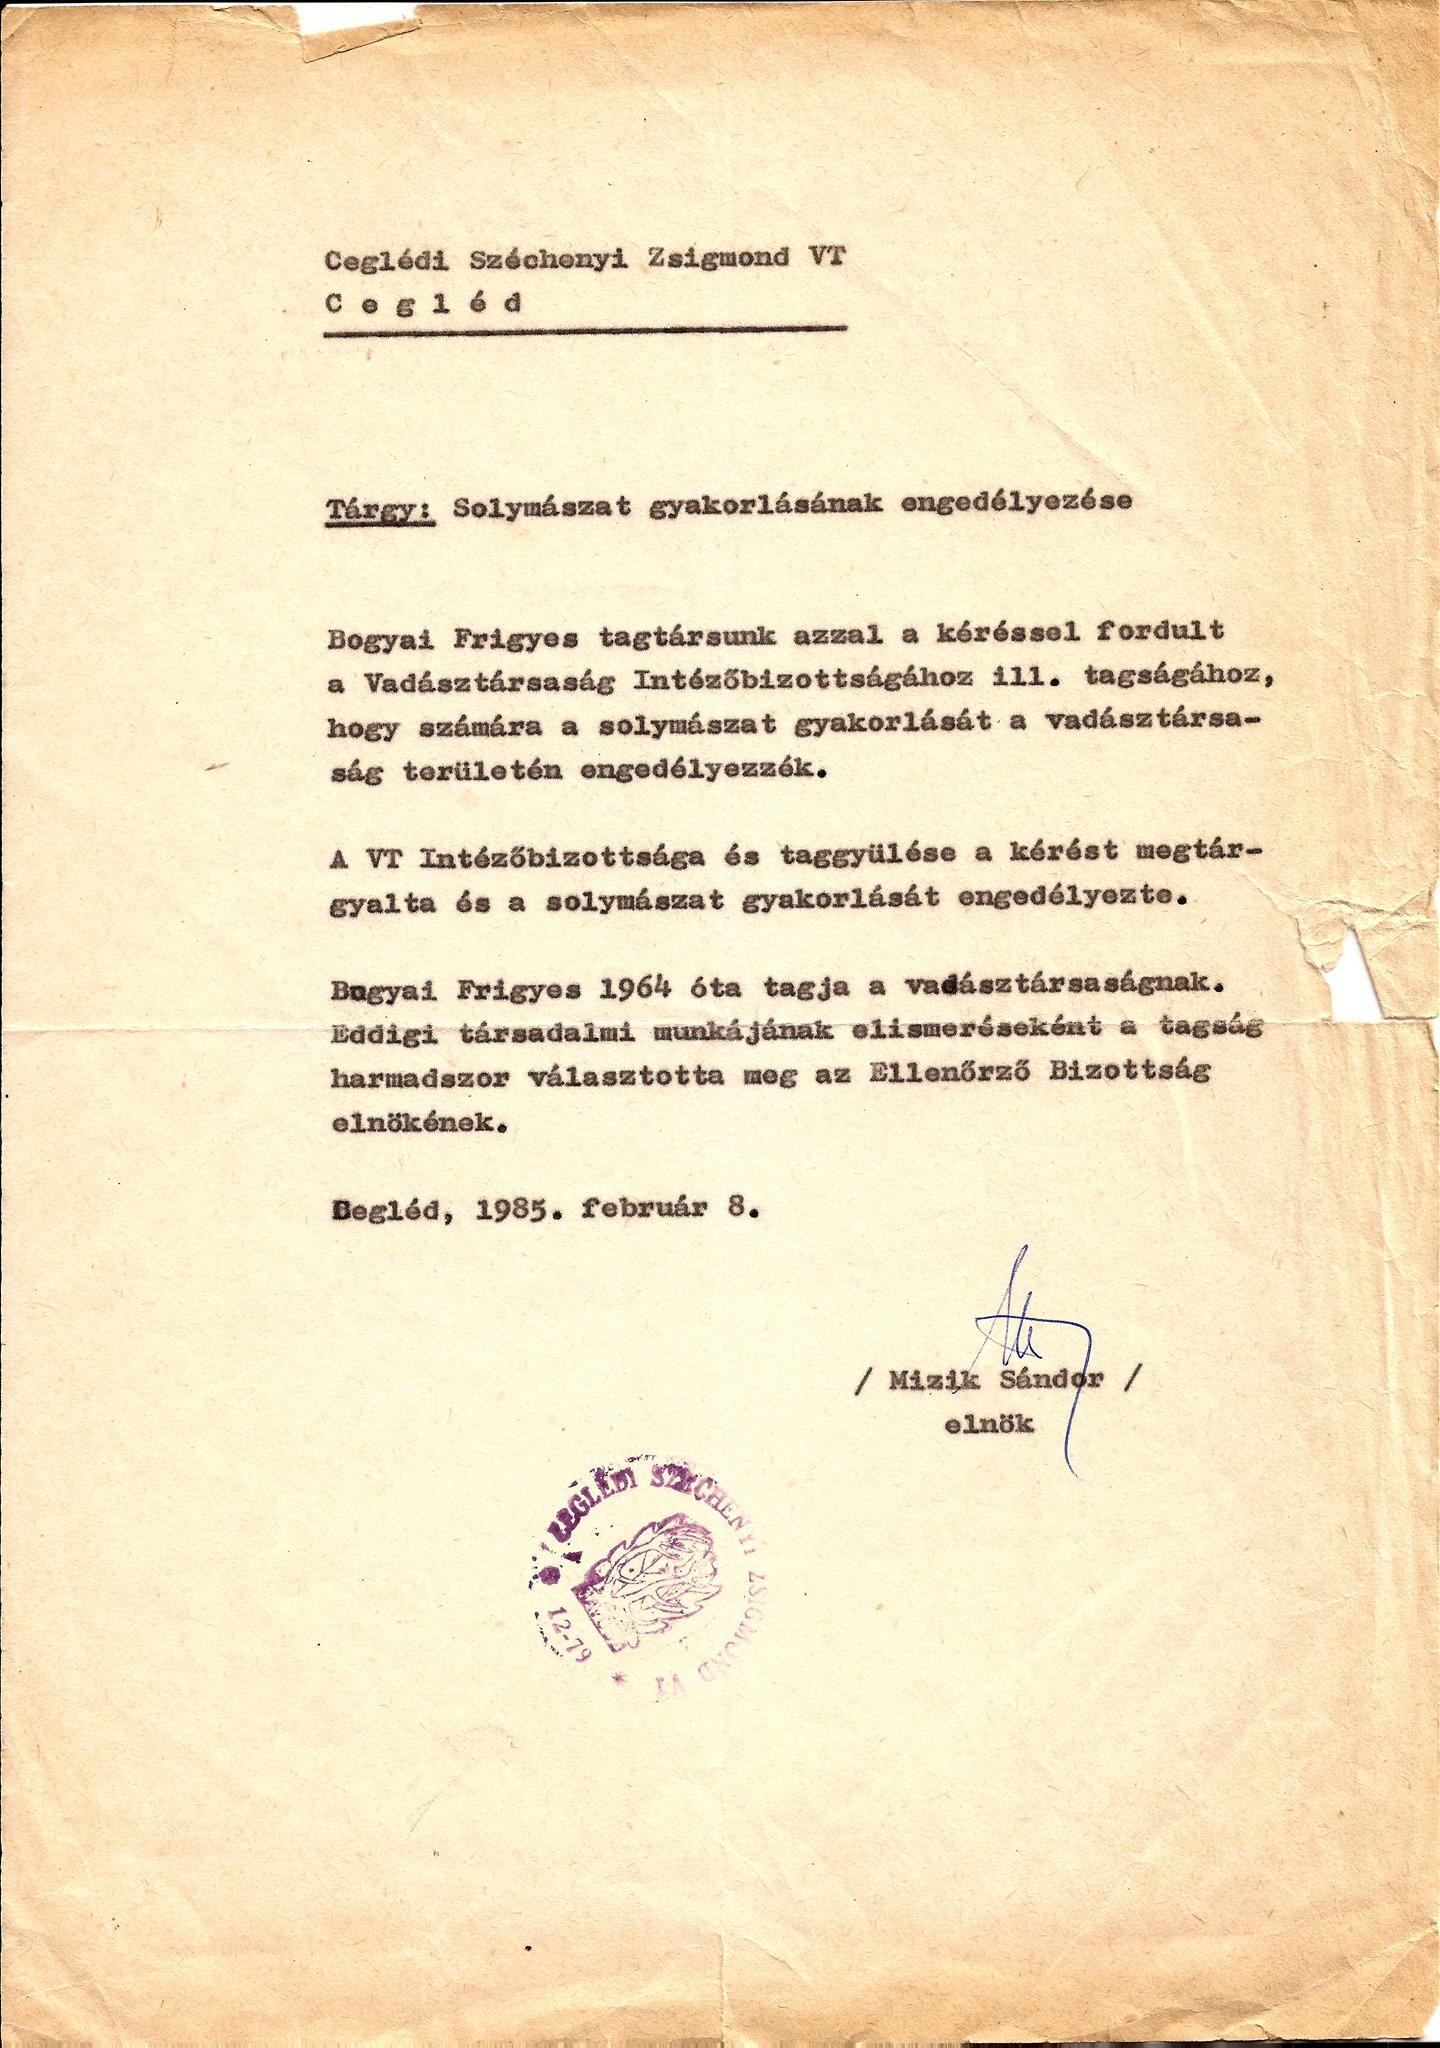 Ceglédi Széchenyi Zsigmond VT
C e g l é d
Tárgy: Solymászat gyakorlásának engedélyezése
Bogyai Frigyes tagtársunk azzal a kéréssel fordult
a Vadásztársaság Intézőbizottságához ill. tagságához,
hogy számára a solymászat gyakorlását a vadásztársa-
ság területén engedélyezzék.
A VT Intézőbizottsága és taggyülése a kérést megtár-
gyalta és a solymászat gyakorlását engedélyezte.
Bogyai Frigyes 1964 óta tagja a vadásztársaságnak.
Eddigi társadalmi munkájának elismeréseként a tagság
harmadszor választotta meg az Ellenőrző Bizottság
elnökének.
Cegléd, 1985. február 8.
/ Mizik Sándor /
elnök
CEGLÉDI SZÉCHENYI ZSIGMOND VT
12-79